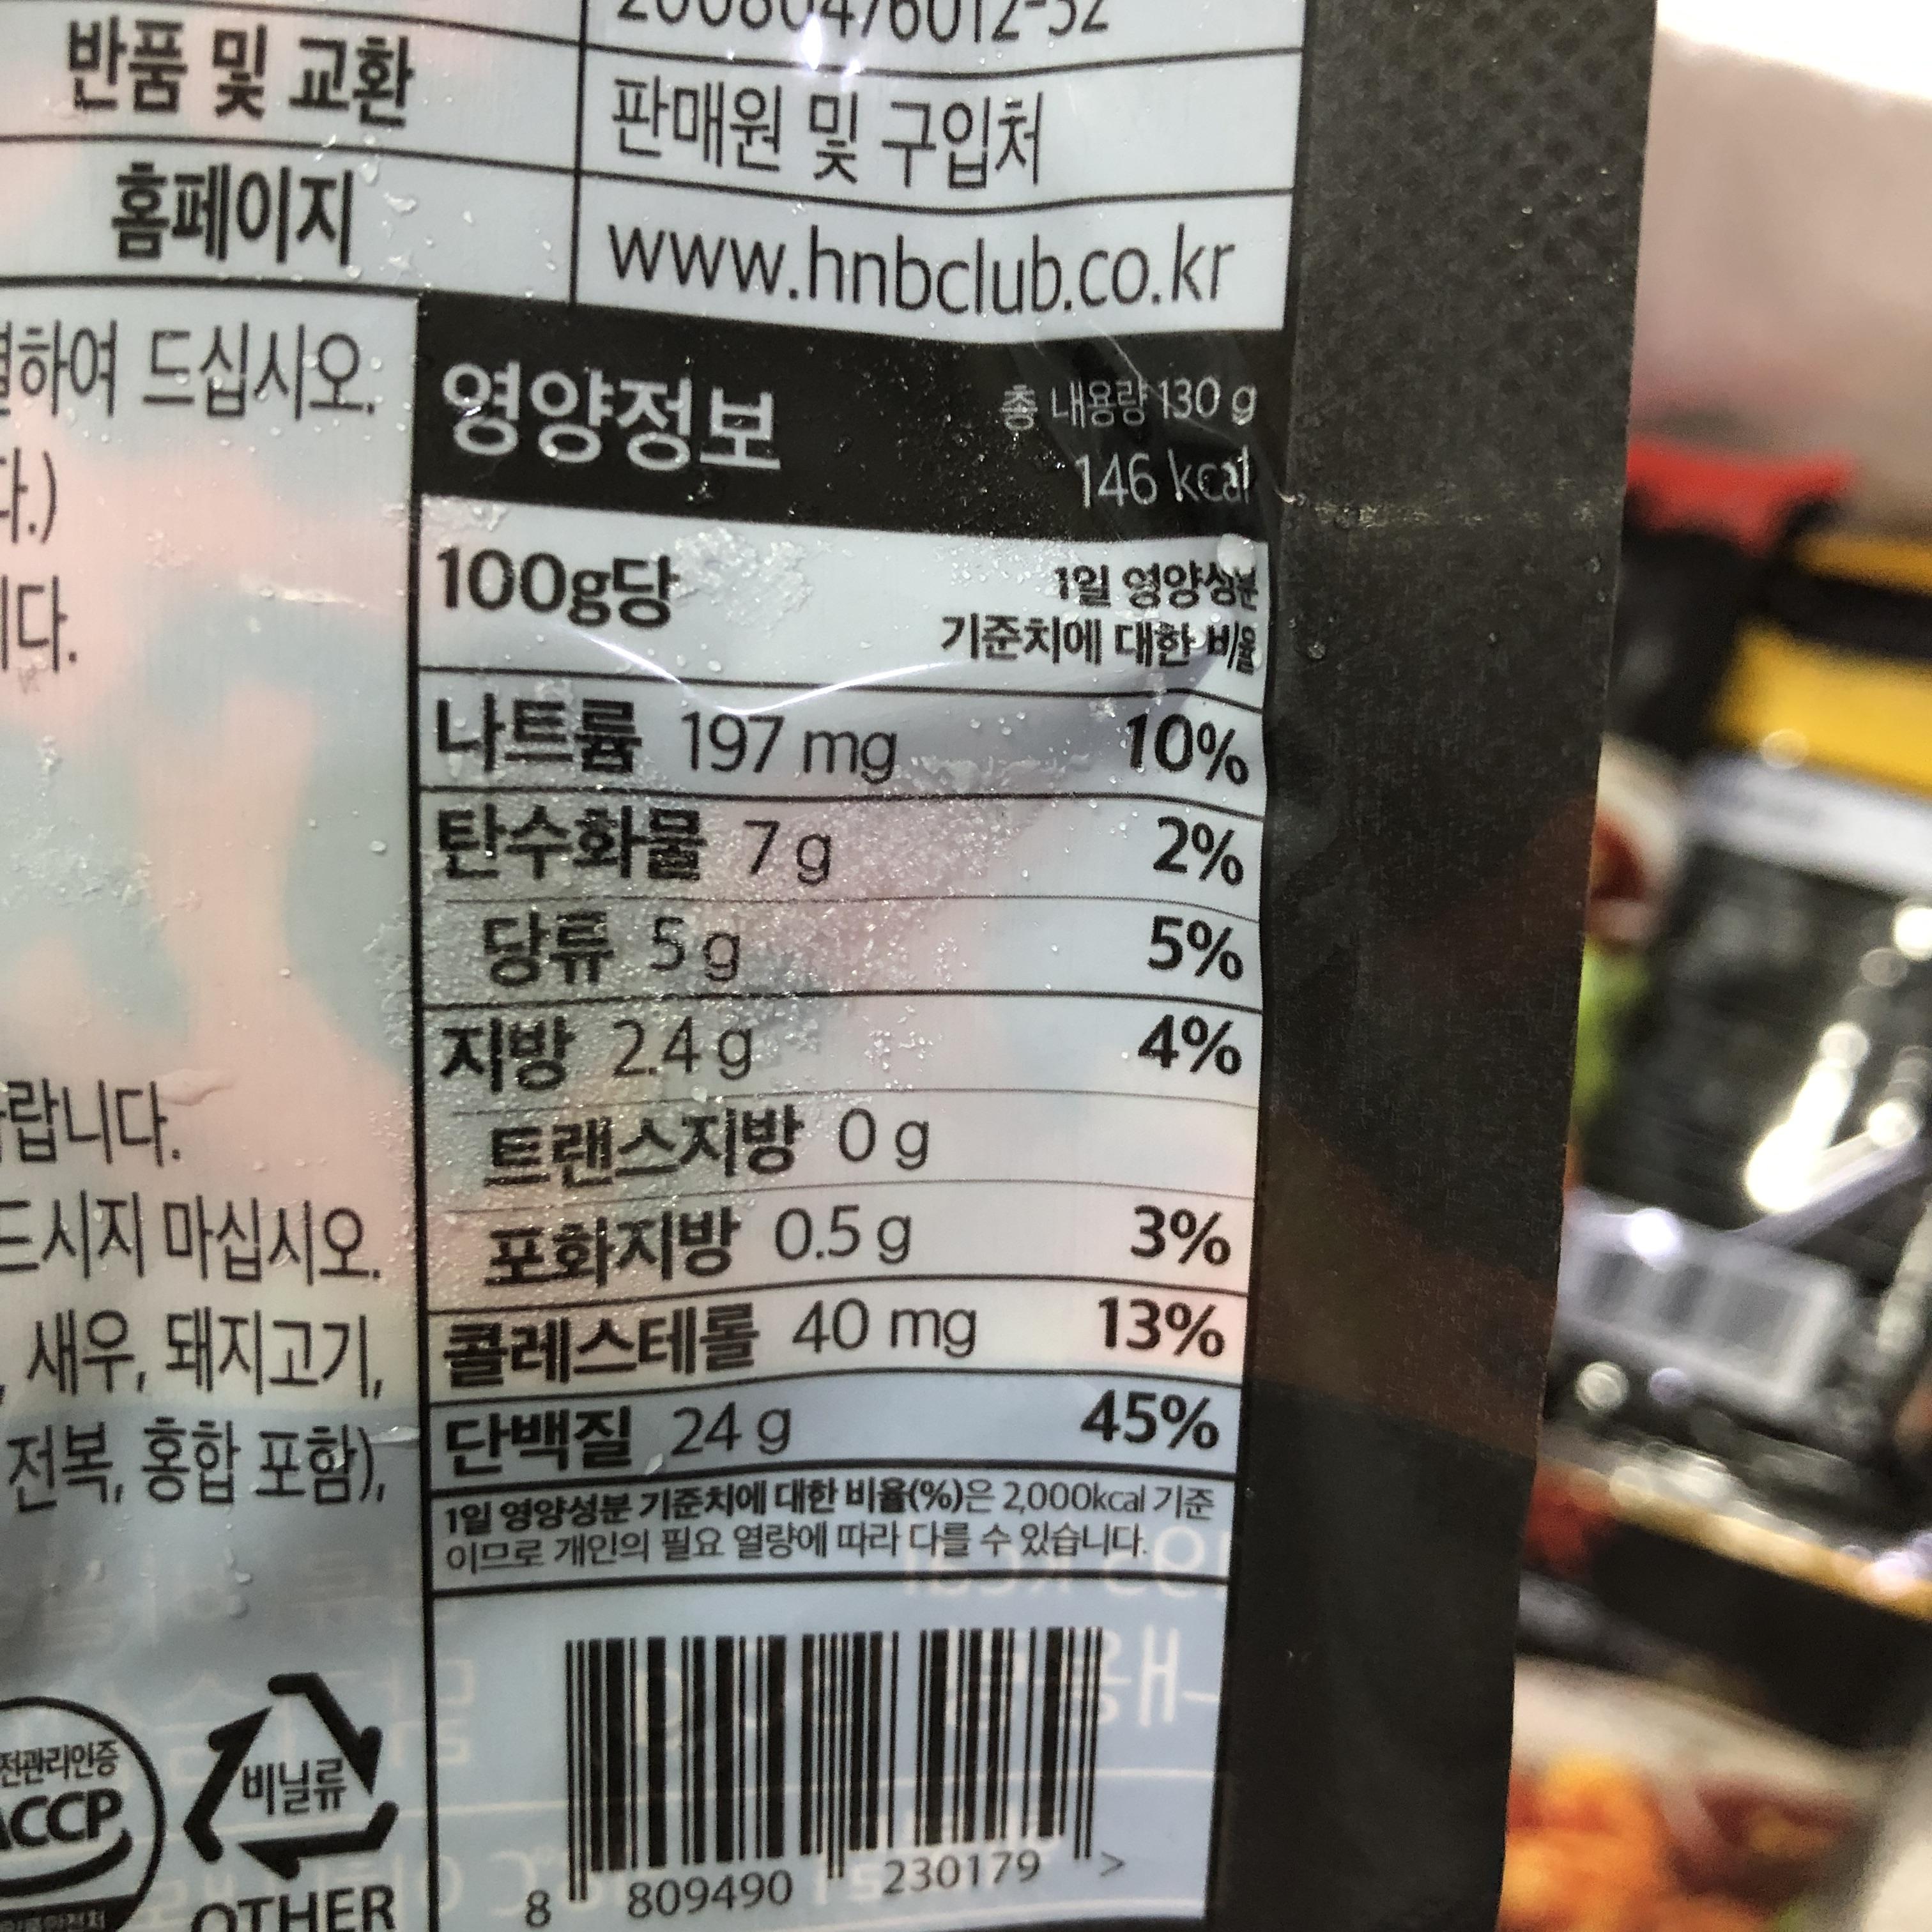 20080476012-32
반품 및 교환
판매원 및 구입처
홈페이지
www.hnbclub.co.kr
하여 드십시오.
다.)
니다.
랍니다.
드시지 마십시오.
, 새우, 돼지고기,
전복, 홍합 포함),
영양정보
총 내용량 130 g
146 kcal
100g당
1일 영양성분
기준치에 대한 비율
나트륨 197 mg 10%
탄수화물 7 g 2%
당류 5 g 5%
지방 2.4 g 4%
트랜스지방 0 g
포화지방 0.5 g 3%
콜레스테롤 40 mg 13%
단백질 24 g 45%
1일 영양성분 기준치에 대한 비율(%)은 2,000kcal 기준
이므로 개인의 필요 열량에 따라 다를 수 있습니다.
전관리인증
ACCP
비닐류
OTHER
8 809490 230179 >